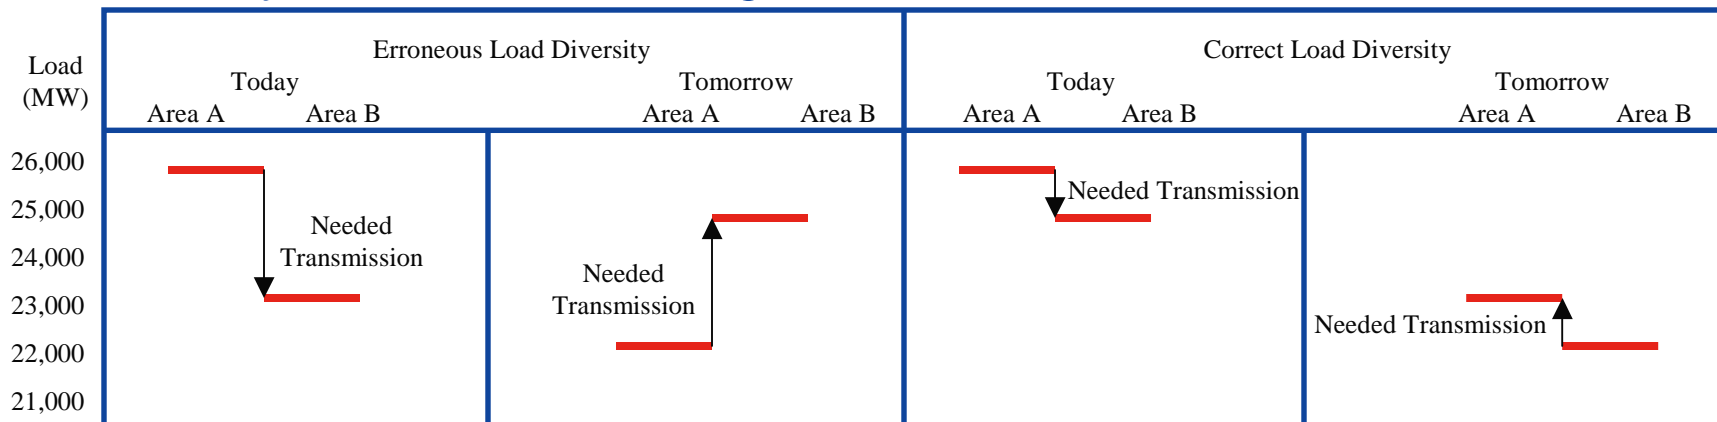 Erroneous Load Diversity
Correct Load Diversity
Load
(MW)
Today
Tomorrow
Today
Tomorrow
Area A
Area B
Area A
Area B
Area A
Area B
Area A
Area B
26,000
25,000
24,000
23,000
22,000
21,000
Needed
Transmission
Needed
Transmission
Needed Transmission
Needed Transmission